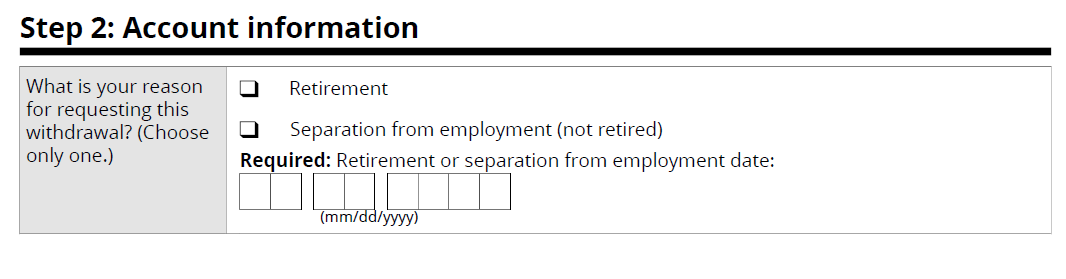 Step 2: Account information
What is your reason
for requesting this
withdrawal? (Choose
only one.)
Retirement
Separation from employment (not retired)
Required: Retirement or separation from employment date:
(mm/dd/yyyy)